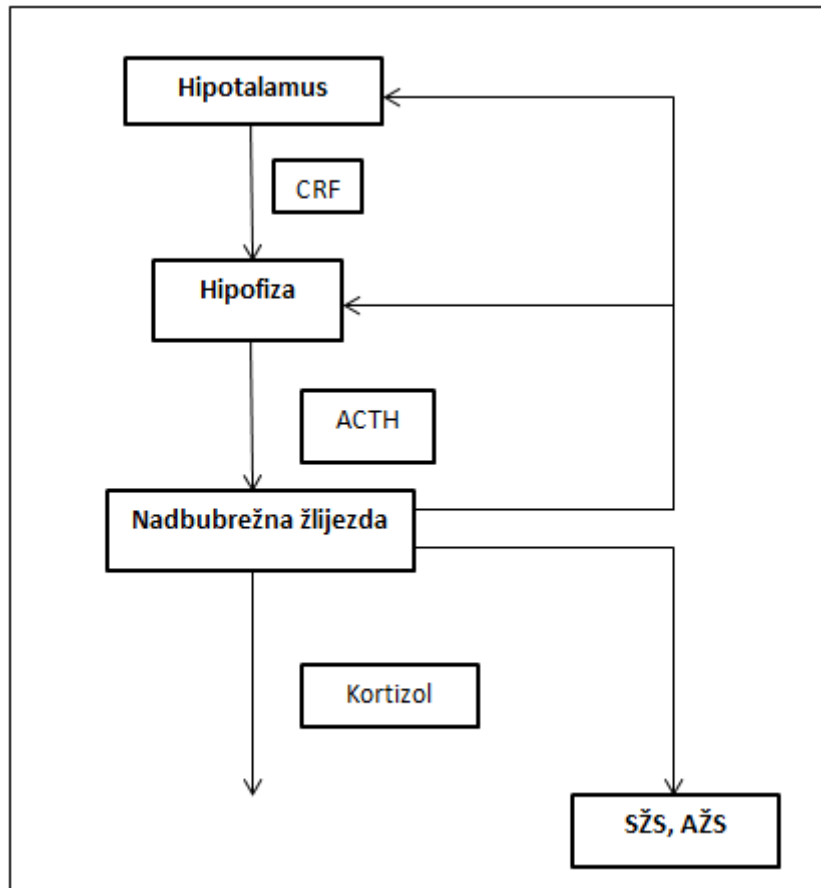 Hipotalamus
CRF
Hipofiza
ACTH
Nadbubrežna žlijezda
Kortizol
SŽS, AŽS